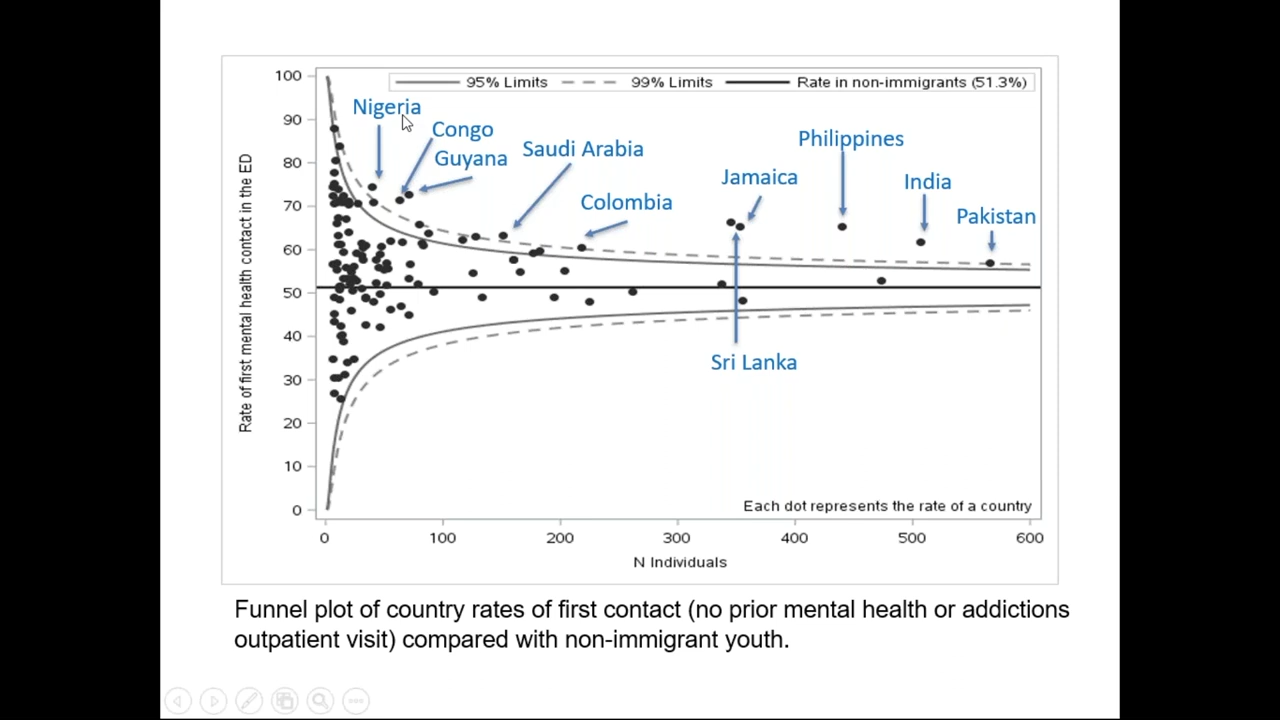 95% Limits 99% Limits Rate in non-immigrants (51.3%)
Nigeria
Congo
Guyana
Saudi Arabia
Colombia
Jamaica
Philippines
India
Pakistan
Sri Lanka
Rate of first mental health contact in the ED
100
90
80
70
60
50
40
30
20
10
0
Each dot represents the rate of a country
0 100 200 300 400 500 600
N Individuals
Funnel plot of country rates of first contact (no prior mental health or addictions
outpatient visit) compared with non-immigrant youth.